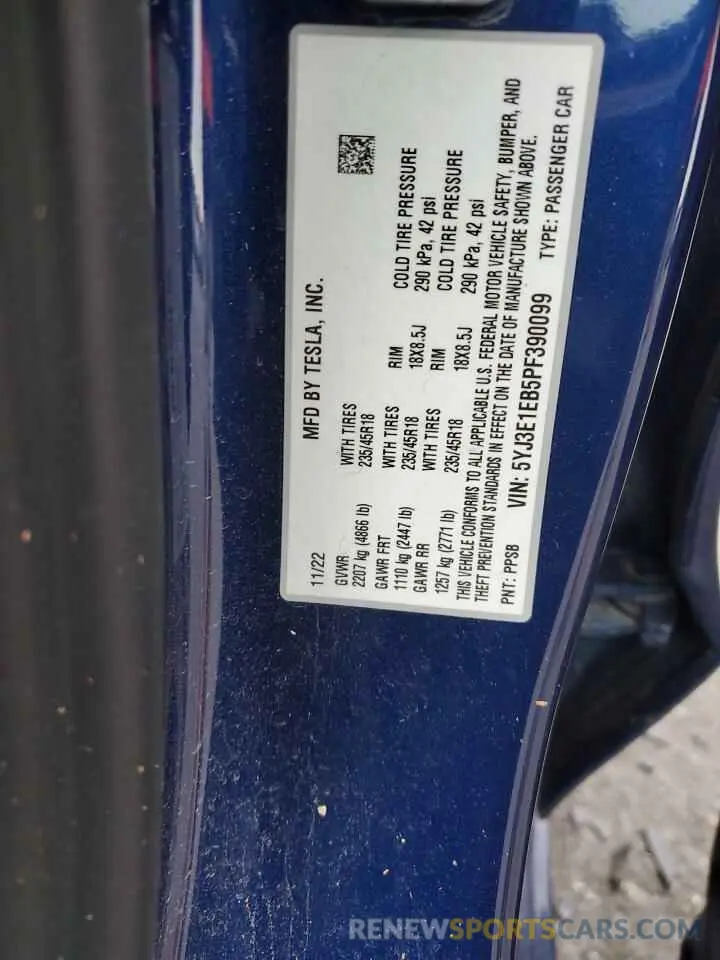 MFD BY TESLA, INC.
11/22
GVWR WITH TIRES
2207 kg (4866 lb) 235/45R18
GAWR FRT WITH TIRES RIM COLD TIRE PRESSURE
1110 kg (2447 lb) 235/45R18 18X8.5J 290 kPa, 42 psi
GAWR RR WITH TIRES RIM COLD TIRE PRESSURE
1257 kg (2771 lb) 235/45R18 18X8.5J 290 kPa, 42 psi
THIS VEHICLE CONFORMS TO ALL APPLICABLE U.S. FEDERAL MOTOR VEHICLE SAFETY, BUMPER, AND
THEFT PREVENTION STANDARDS IN EFFECT ON THE DATE OF MANUFACTURE SHOWN ABOVE.
PNT: PPSB VIN: 5YJ3E1EB5PF390099 TYPE: PASSENGER CAR
RENEWSPORTSCARS.COM